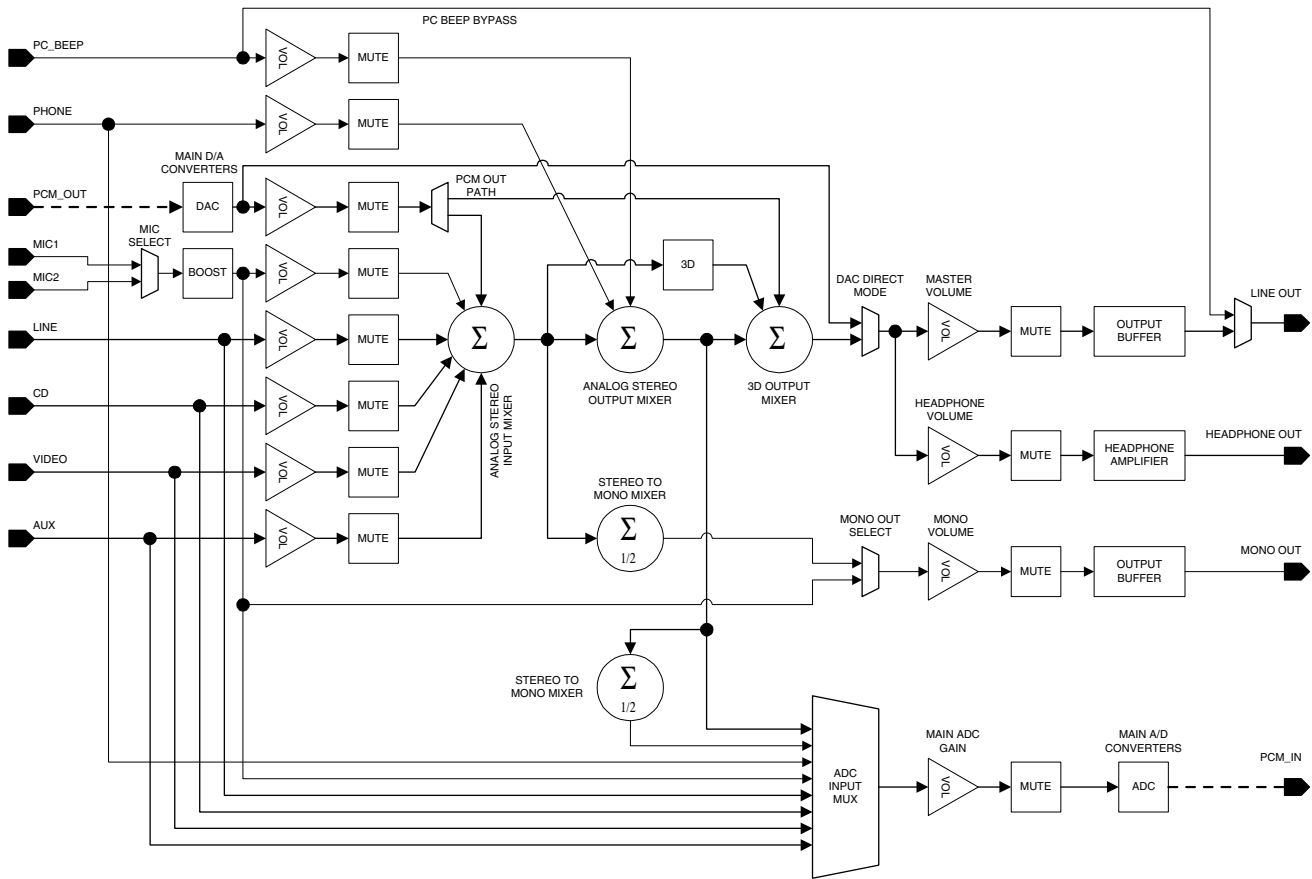 PC BEEP BYPASS
PC_BEEP
VOL
MUTE
PHONE
VOL
MUTE
MAIN D/A
CONVERTERS
PCM_OUT
DAC
VOL
MUTE
PCM OUT
PATH
MIC1
MIC2
MIC
SELECT
BOOST
VOL
MUTE
3D
LINE
VOL
MUTE
Σ
ANALOG STEREO
INPUT MIXER
Σ
ANALOG STEREO
OUTPUT MIXER
Σ
3D OUTPUT
MIXER
DAC DIRECT
MODE
MASTER
VOLUME
VOL
MUTE
OUTPUT
BUFFER
LINE OUT
CD
VOL
MUTE
HEADPHONE
VOLUME
VOL
MUTE
HEADPHONE
AMPLIFIER
HEADPHONE OUT
VIDEO
VOL
MUTE
AUX
VOL
MUTE
STEREO TO
MONO MIXER
Σ
1/2
MONO OUT
SELECT
MONO
VOLUME
VOL
MUTE
OUTPUT
BUFFER
MONO OUT
STEREO TO
MONO MIXER
Σ
1/2
ADC
INPUT
MUX
MAIN ADC
GAIN
VOL
MUTE
MAIN A/D
CONVERTERS
ADC
PCM_IN